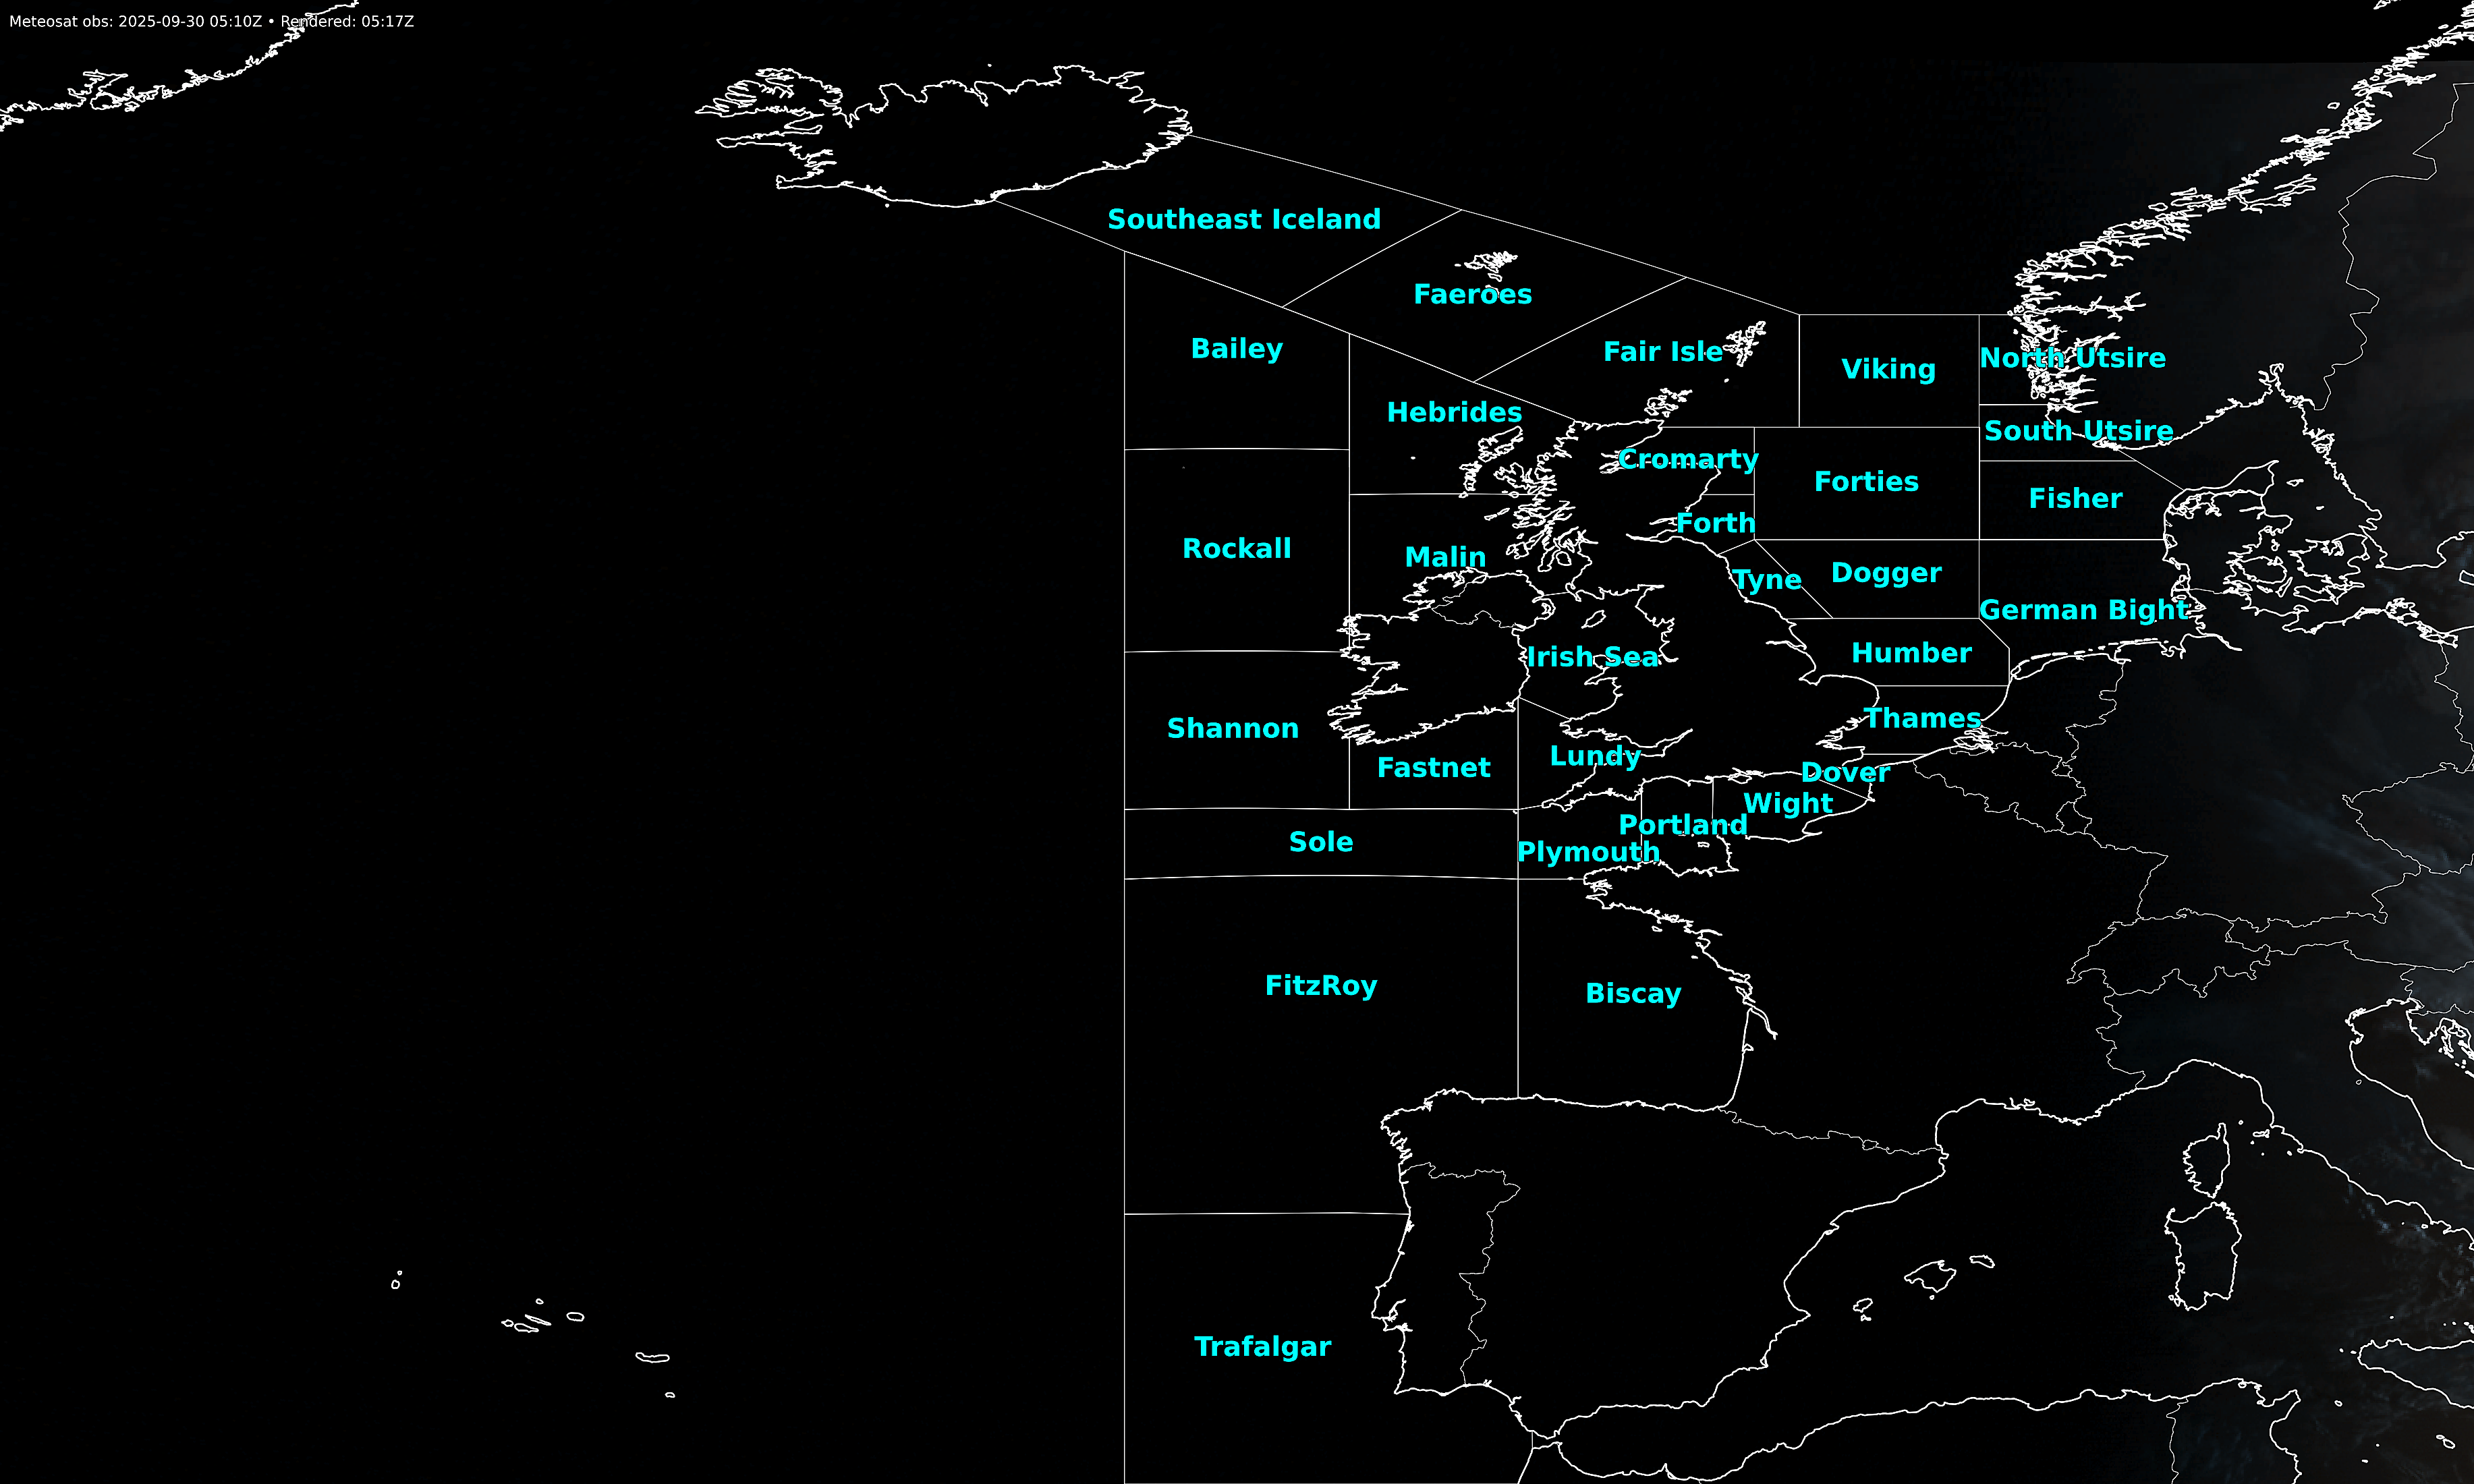 Meteosat obs: 2025-09-30 05:10Z • Rendered: 05:17Z
Southeast Iceland
Faeroes
Bailey
Fair Isle
Viking
North Utsire
Hebrides
South Utsire
Cromarty
Forties
Fisher
Forth
Rockall
Malin
Tyne
Dogger
German Bight
Irish Sea
Humber
Shannon
Thames
Fastnet
Lundy
Dover
Wight
Portland
Sole
Plymouth
FitzRoy
Biscay
Trafalgar